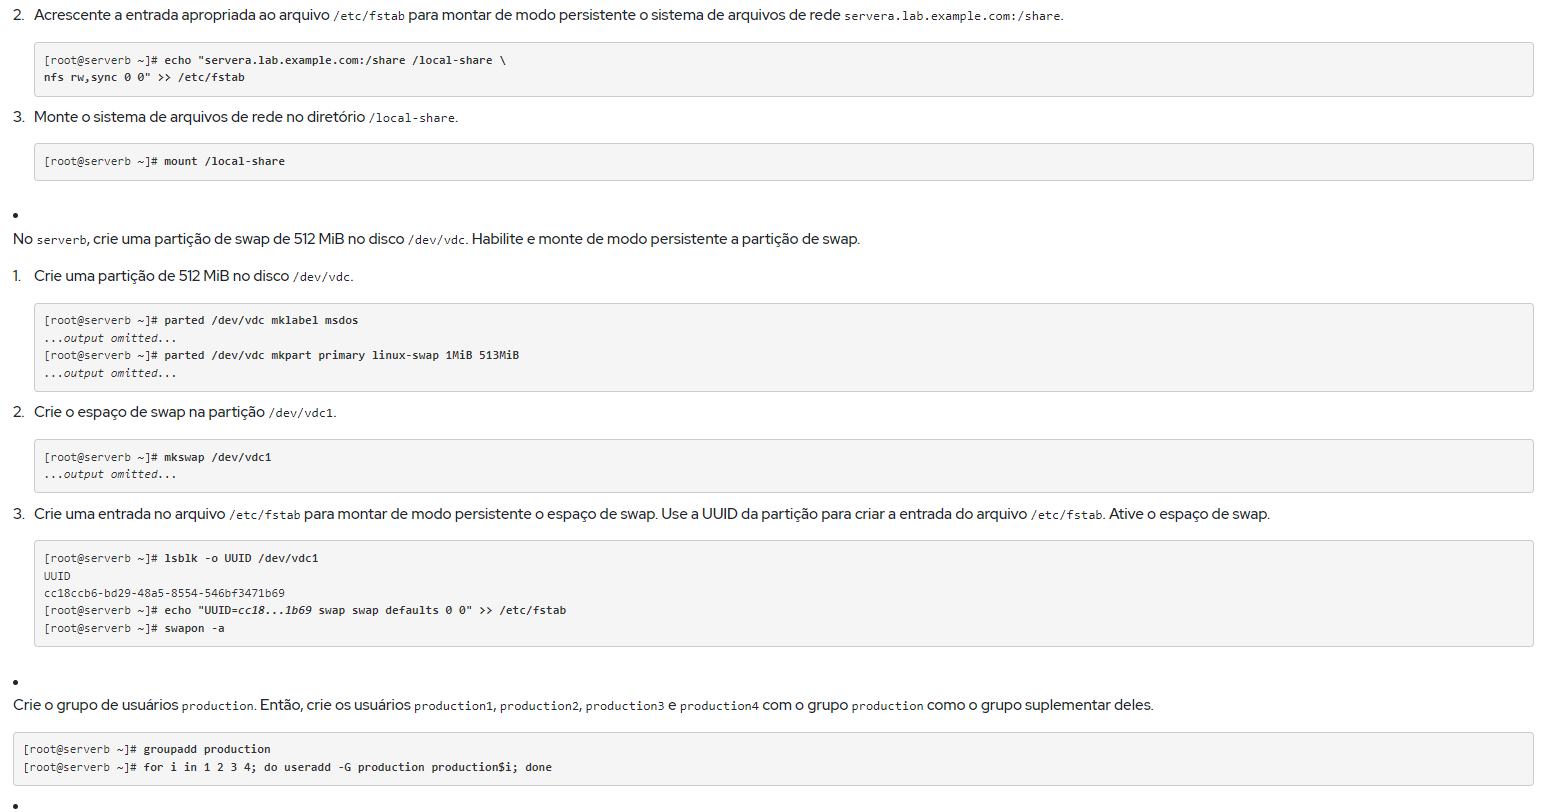 2. Acrescente a entrada apropriada ao arquivo /etc/fstab para montar de modo persistente o sistema de arquivos de rede servera.lab.example.com:/share.
[root@serverb ~]# echo "servera.lab.example.com:/share /local-share \
nfs rw,sync 0 0" >> /etc/fstab
3. Monte o sistema de arquivos de rede no diretório /local-share.
[root@serverb ~]# mount /local-share
•
No serverb, crie uma partição de swap de 512 MiB no disco /dev/vdc. Habilite e monte de modo persistente a partição de swap.
1. Crie uma partição de 512 MiB no disco /dev/vdc.
[root@serverb ~]# parted /dev/vdc mklabel msdos
...output omitted...
[root@serverb ~]# parted /dev/vdc mkpart primary linux-swap 1MiB 513MiB
...output omitted...
2. Crie o espaço de swap na partição /dev/vdc1.
[root@serverb ~]# mkswap /dev/vdc1
...output omitted...
3. Crie uma entrada no arquivo /etc/fstab para montar de modo persistente o espaço de swap. Use a UUID da partição para criar a entrada do arquivo /etc/fstab. Ative o espaço de swap.
[root@serverb ~]# lsblk -o UUID /dev/vdc1
UUID
cc18ccb6-bd29-48a5-8554-546bf3471b69
[root@serverb ~]# echo "UUID=cc18...1b69 swap swap defaults 0 0" >> /etc/fstab
[root@serverb ~]# swapon -a
•
Crie o grupo de usuários production. Então, crie os usuários production1, production2, production3 e production4 com o grupo production como o grupo suplementar deles.
[root@serverb ~]# groupadd production
[root@serverb ~]# for i in 1 2 3 4; do useradd -G production production$i; done
•